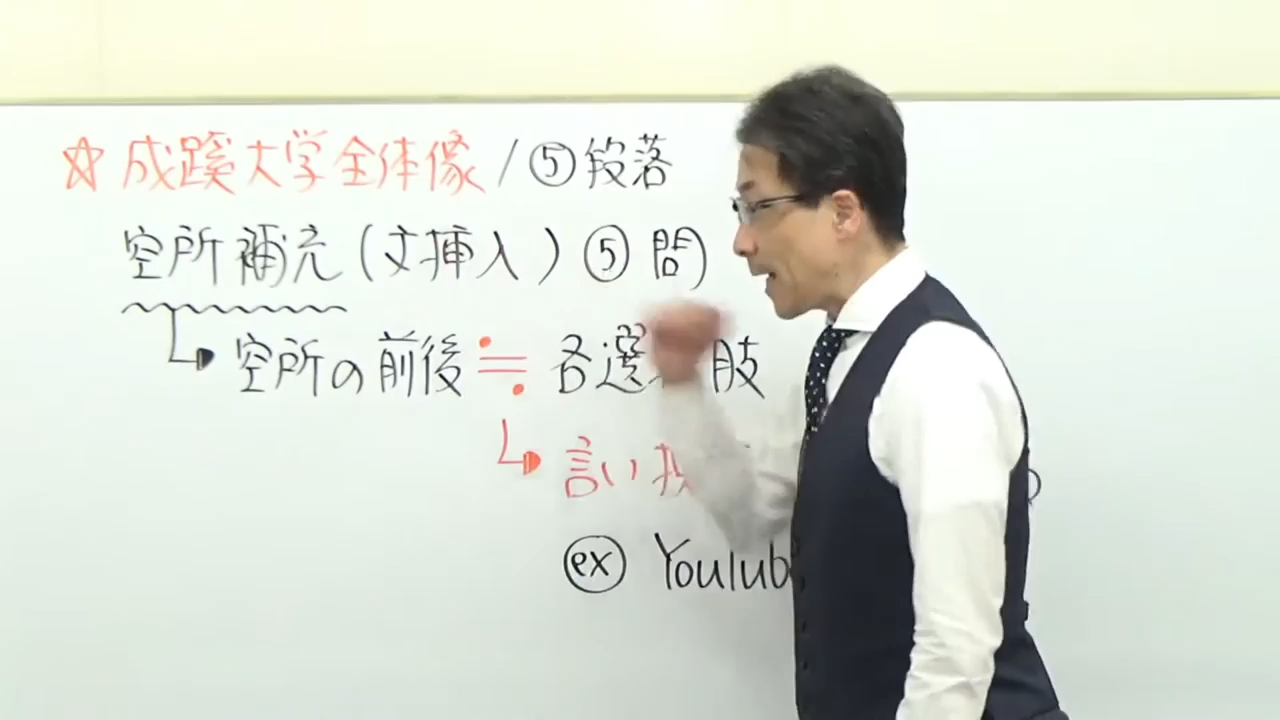 ☆ 成蹊大学全体像 / ⑤段落
空所補充 (文挿入) ⑤ 問
空所の前後 ≒ 各選 肢
言い
ex